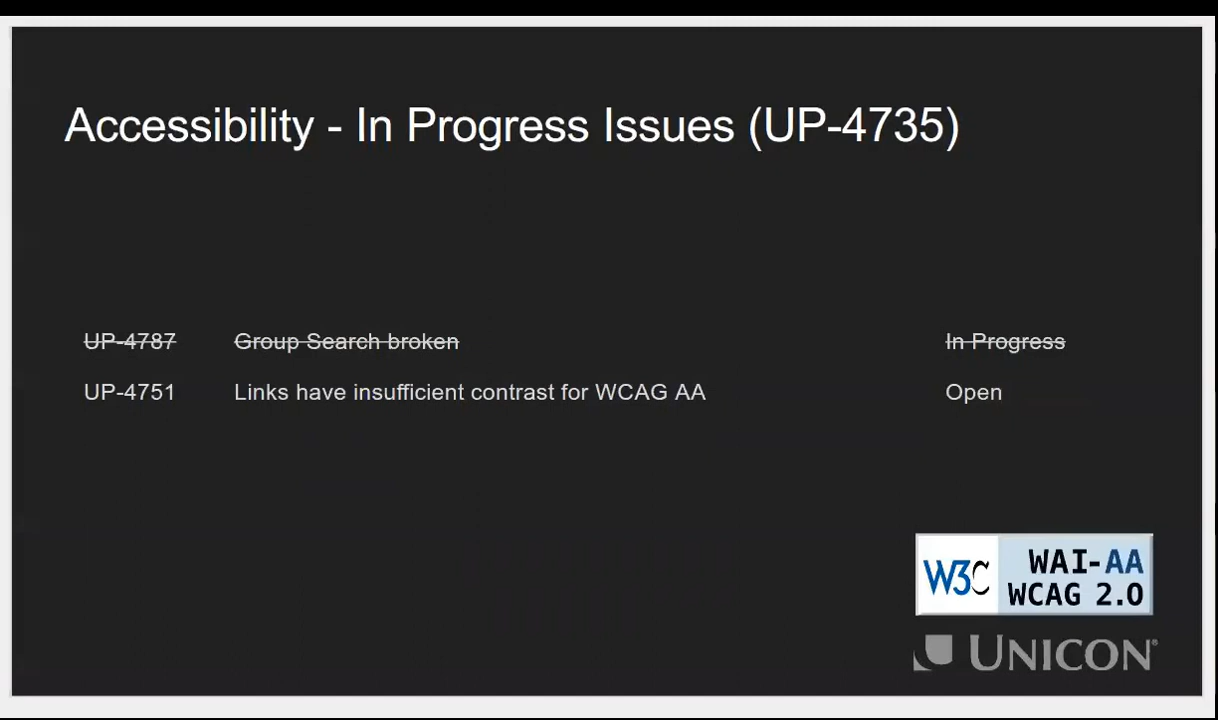 Accessibility - In Progress Issues (UP-4735)
UP-4787 Group Search broken In Progress
UP-4751 Links have insufficient contrast for WCAG AA Open
W3C WAI-AA
WCAG 2.0
UNICON®